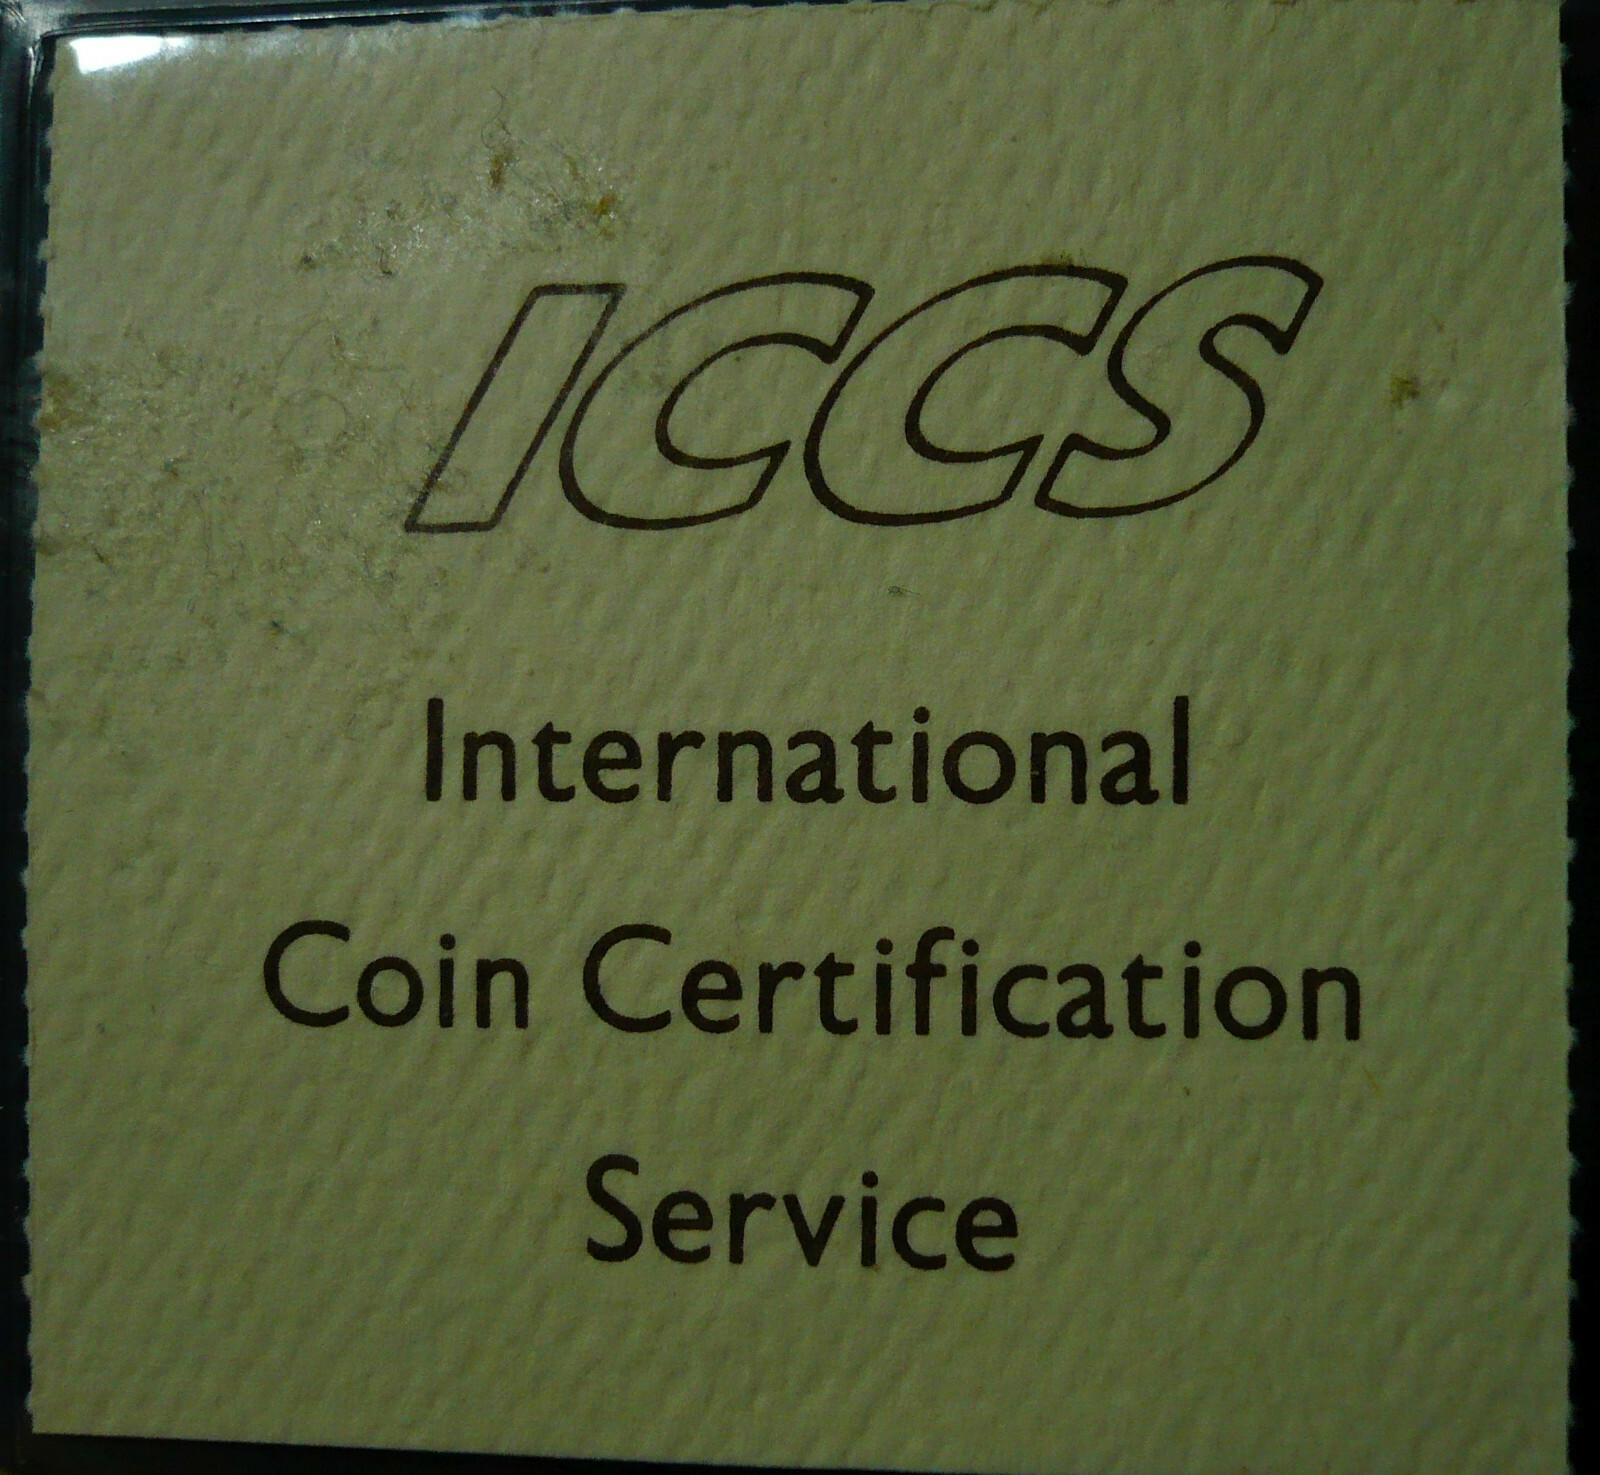 ICCS
International
Coin Certification
Service